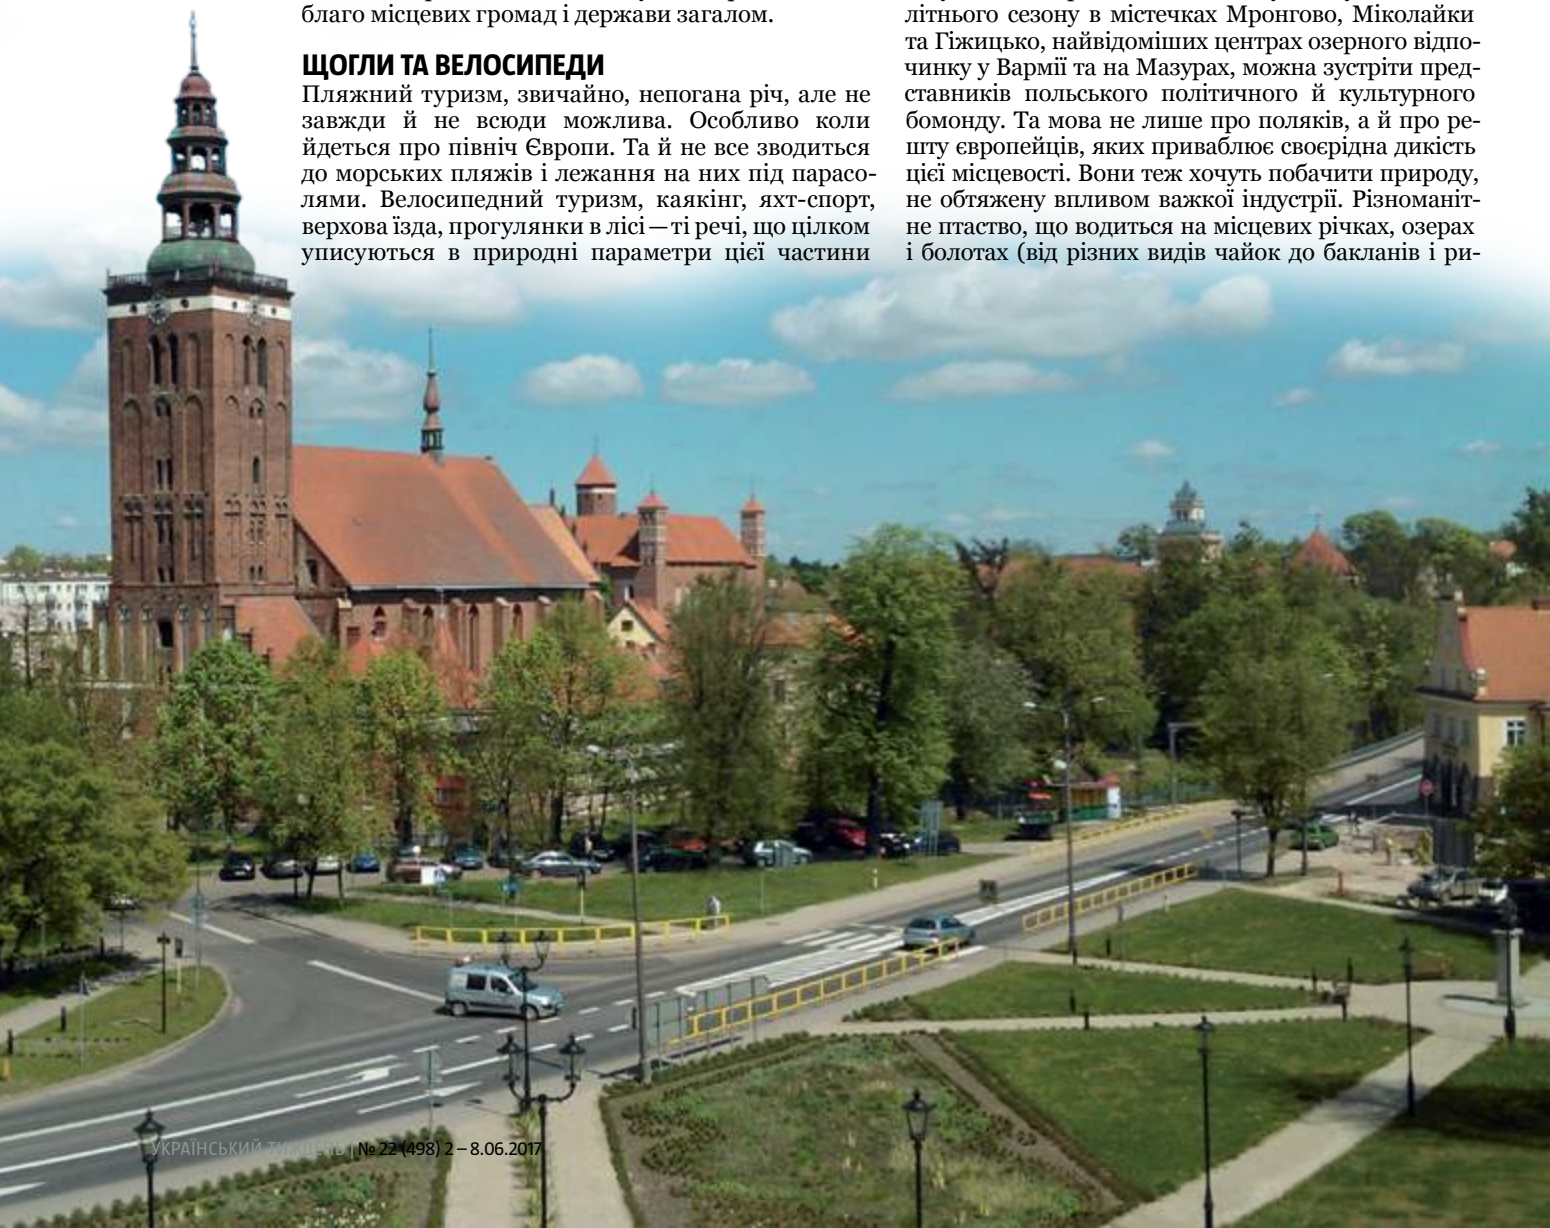 благо місцевих громад і держави загалом.
ЩОГЛИ ТА ВЕЛОСИПЕДИ
Пляжний туризм, звичайно, непогана річ, але не
завжди й не всюди можлива. Особливо коли
йдеться про північ Європи. Та й не все зводиться
до морських пляжів і лежання на них під парасо-
лями. Велосипедний туризм, каякінг, яхт-спорт,
верхова їзда, прогулянки в лісі — ті речі, що цілком
уписуються в природні параметри цієї частини
літнього сезону в містечках Мронгово, Міколайки
та Гіжицько, найвідоміших центрах озерного відпо-
чинку у Вармії та на Мазурах, можна зустріти пред-
ставників польського політичного й культурного
бомонду. Та мова не лише про поляків, а й про ре-
шту європейців, яких приваблює своєрідна дикість
цієї місцевості. Вони теж хочуть побачити природу,
не обтяжену впливом важкої індустрії. Різноманіт-
не птаство, що водиться на місцевих річках, озерах
і болотах (від різних видів чайок до бакланів і ри-
УКРАЇНСЬКИЙ ТИЖДЕНЬ | № 22 (498) 2 – 8.06.2017